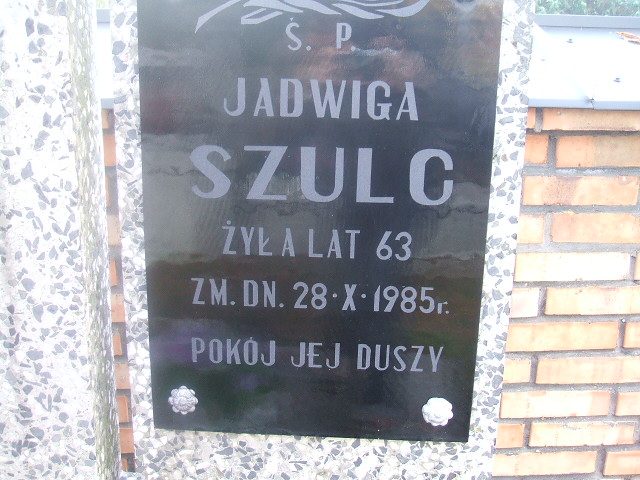 Ś. P.
JADWIGA
SZULC
ŻYŁA LAT 63
ZM. DN. 28·X·1985r.
POKÓJ JEJ DUSZY